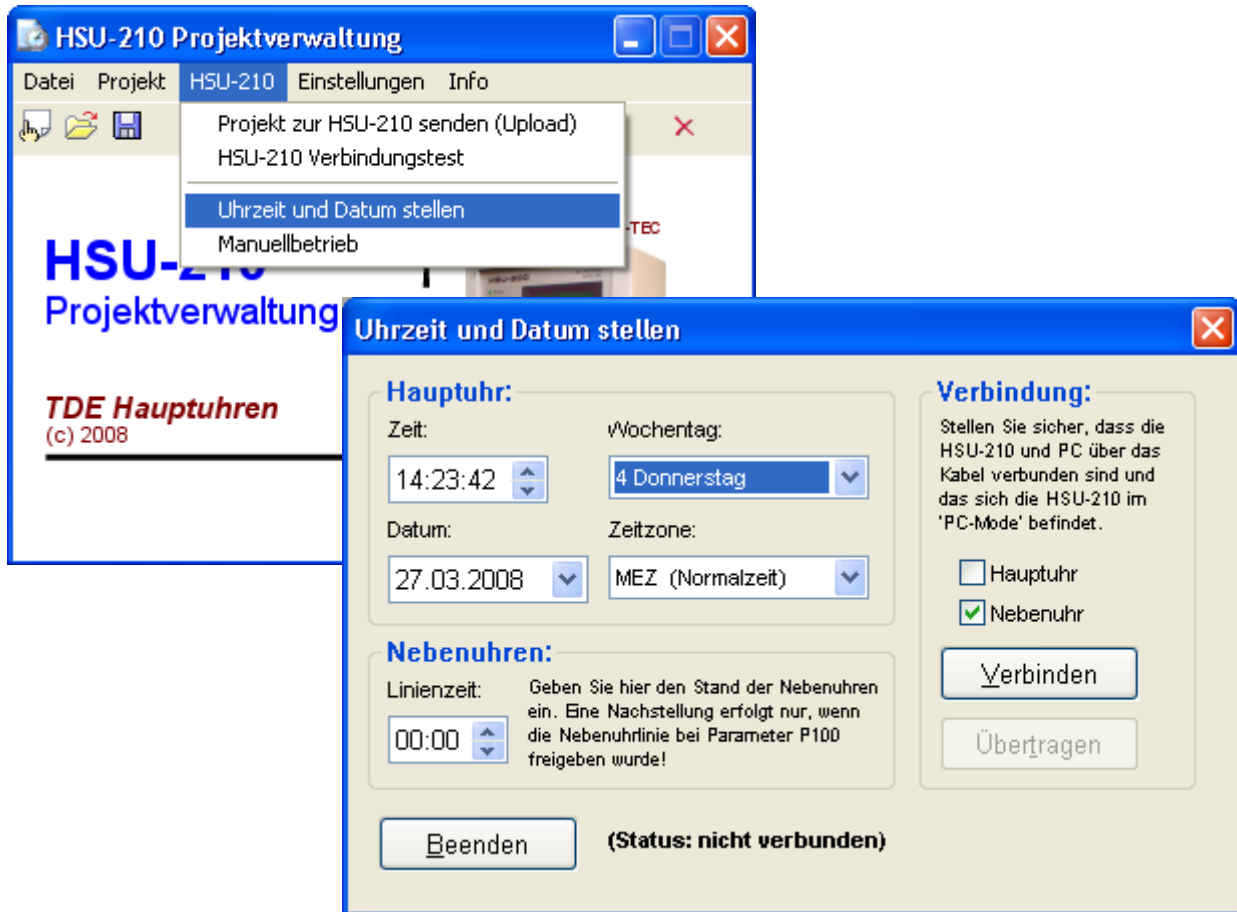 HSU-210 Projektverwaltung
Datei Projekt HSU-210 Einstellungen Info
Projekt zur HSU-210 senden (Upload)
HSU-210 Verbindungstest
Uhrzeit und Datum stellen
Manuellbetrieb
-TEC
HSU-210
Projektverwaltung
TDE Hauptuhren
(c) 2008
Uhrzeit und Datum stellen
Hauptuhr:
Zeit: Wochentag:
14:23:42 4 Donnerstag
Datum: Zeitzone:
27.03.2008 MEZ (Normalzeit)
Nebenuhren:
Linienzeit:
00:00
Geben Sie hier den Stand der Nebenuhren
ein. Eine Nachstellung erfolgt nur, wenn
die Nebenuhrlinie bei Parameter P100
freigeben wurde!
Verbindung:
Stellen Sie sicher, dass die
HSU-210 und PC über das
Kabel verbunden sind und
das sich die HSU-210 im
'PC-Mode' befindet.
Hauptuhr
Nebenuhr
Verbinden
Übertragen
Beenden
(Status: nicht verbunden)